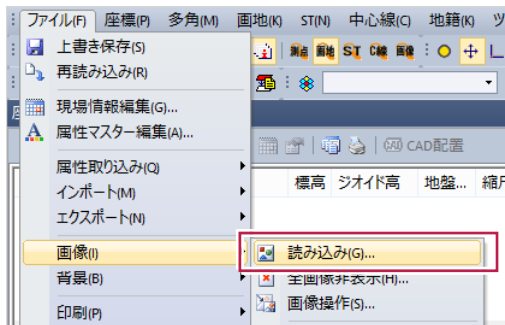 ファイル(F) 座標(P) 多角(M) 画地(K) ST(N) 中心線(C) 地籍(K)
上書き保存(S)
測点 画地 ST C線 画像
再読み込み(R)
現場情報編集(G)...
属性マスター編集(A)...
CAD配置
属性取り込み(Q)
インポート(M)
標高 ジオイド高 地盤... 縮
エクスポート(N)
画像(I)
読み込み(G)...
背景(B)
全画像非表示(H)...
画像操作(S)...
印刷(P)